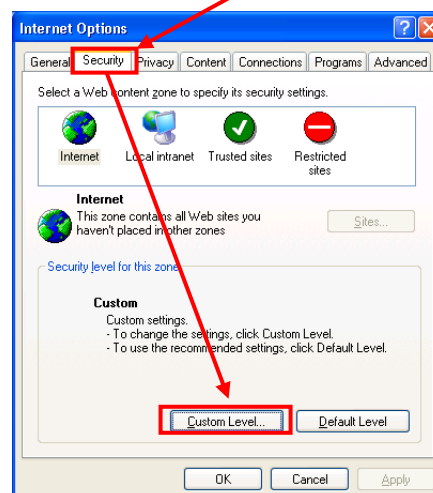 Internet Options
General Security Privacy Content Connections Programs Advanced
Select a Web content zone to specify its security settings.
Internet Local intranet Trusted sites Restricted sites
Internet
This zone contains all Web sites you
haven't placed in other zones
Sites...
Security level for this zone
Custom
Custom settings.
- To change the settings, click Custom Level.
- To use the recommended settings, click Default Level.
Custom Level... Default Level
OK Cancel Apply